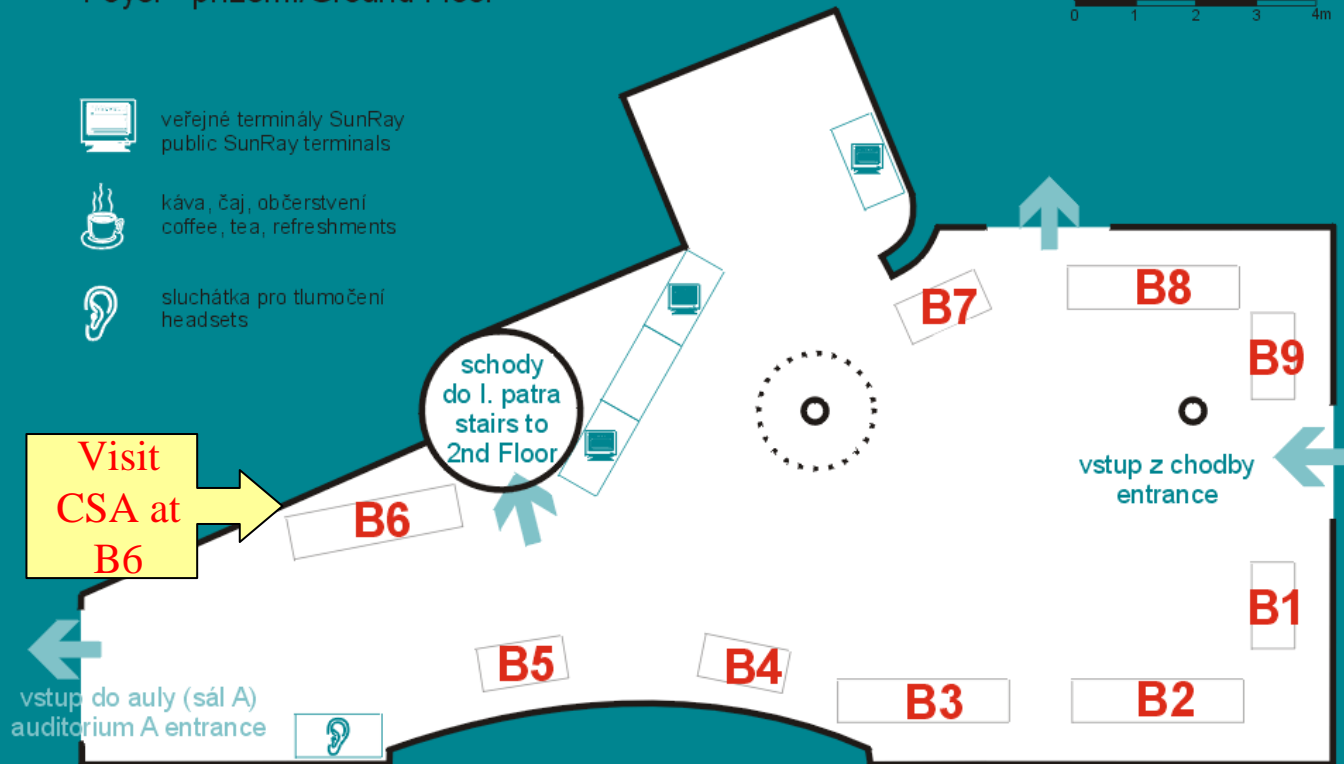 0 1 2 3 4m
veřejné terminály SunRay
public SunRay terminals
káva, čaj, občerstvení
coffee, tea, refreshments
sluchátka pro tlumočení
headsets
B7
B8
B9
schody
do I. patra
stairs to
2nd Floor
vstup z chodby
entrance
Visit
CSA at
B6
B6
B1
B5
B4
B3
B2
vstup do auly (sál A)
auditorium A entrance